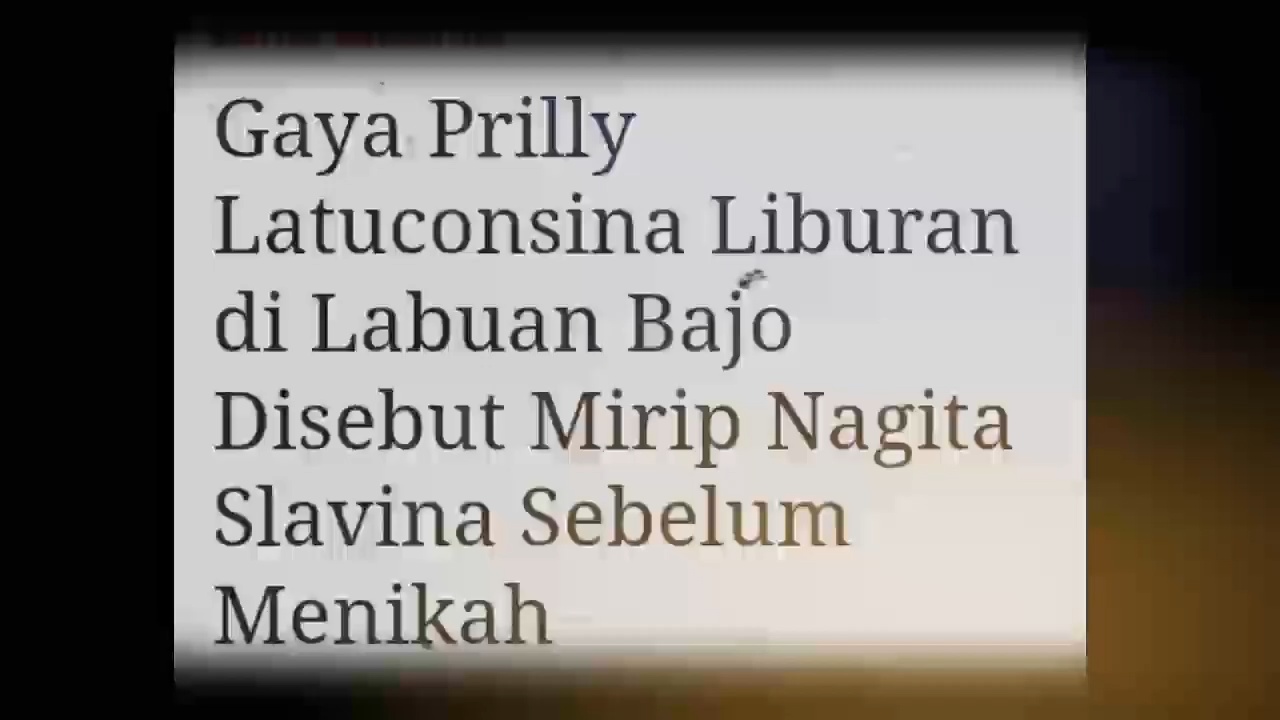 Gaya Prilly
Latuconsina Liburan
di Labuan Bajo
Disebut Mirip Nagita
Slavina Sebelum
Menikah